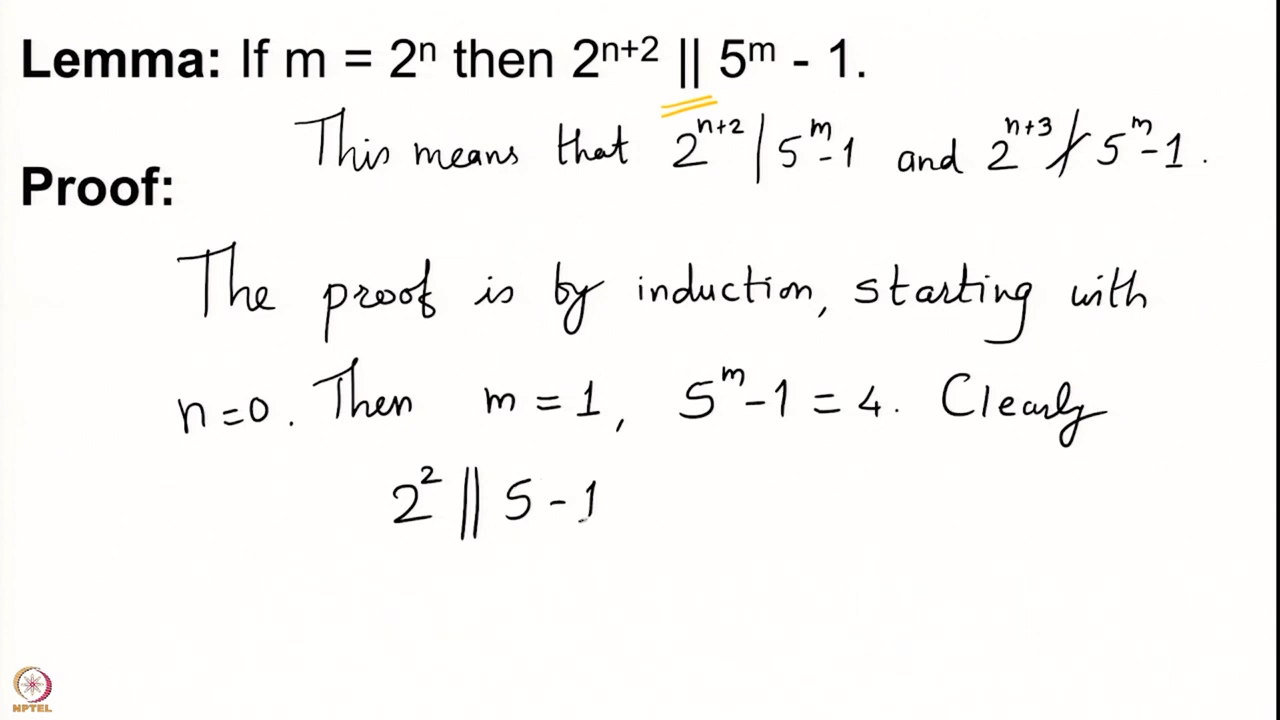 Lemma: If m = 2ⁿ then 2ⁿ⁺² || 5ᵐ - 1.
This means that 2ⁿ⁺² | 5ᵐ-1 and 2ⁿ⁺³ ∤ 5ᵐ-1.
Proof:
The proof is by induction, starting with
n=0. Then m = 1, 5ᵐ-1 = 4. Clearly
2² || 5-1
NPTEL